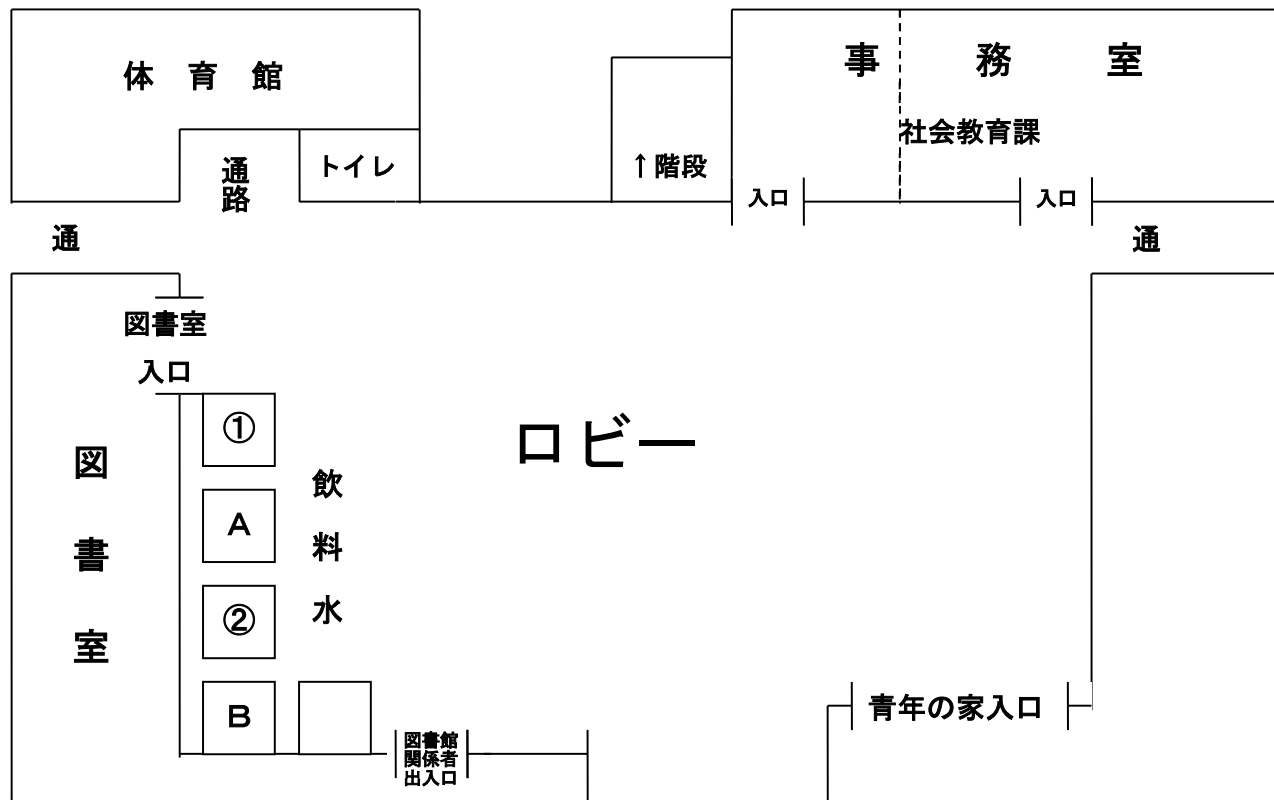 体育館
事務室
社会教育課
通路
トイレ
↑階段
入口
入口
通
通
図書室
入口
①
A
②
B
飲料水
図書室
ロビー
青年の家入口
図書館
関係者
出入口